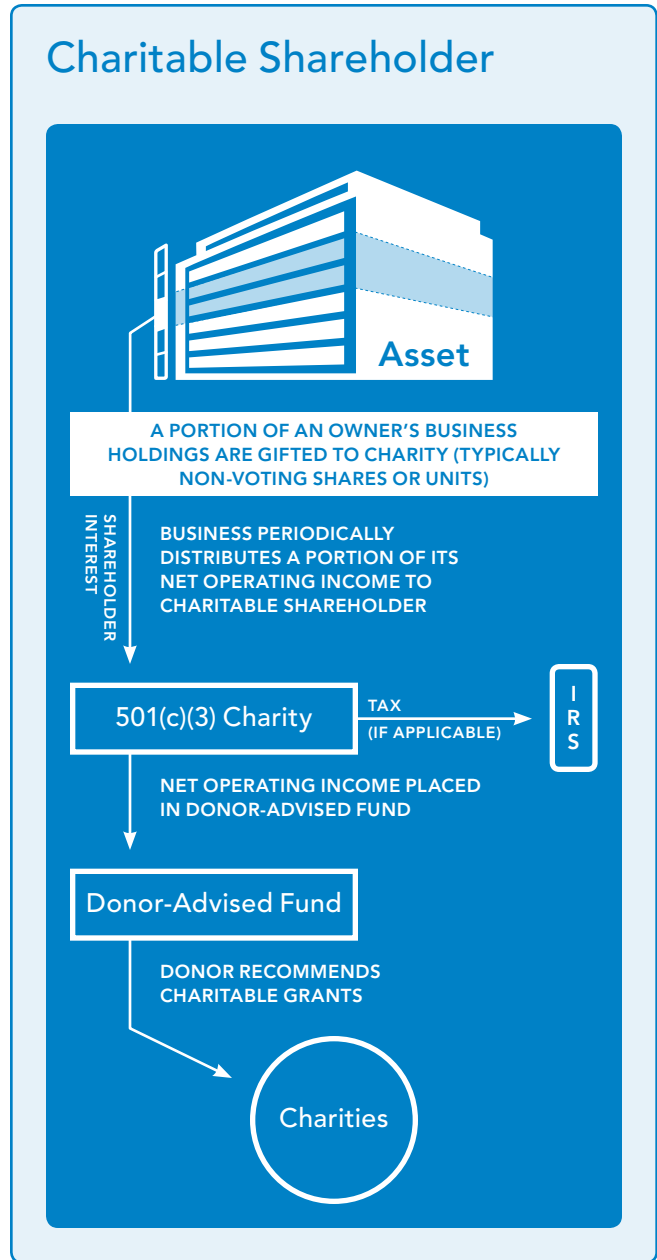 Charitable Shareholder
Asset
A PORTION OF AN OWNER’S BUSINESS
HOLDINGS ARE GIFTED TO CHARITY (TYPICALLY
NON-VOTING SHARES OR UNITS)
SHAREHOLDER
INTEREST
BUSINESS PERIODICALLY
DISTRIBUTES A PORTION OF ITS
NET OPERATING INCOME TO
CHARITABLE SHAREHOLDER
501(c)(3) Charity
TAX
(IF APPLICABLE)
I
R
S
NET OPERATING INCOME PLACED
IN DONOR-ADVISED FUND
Donor-Advised Fund
DONOR RECOMMENDS
CHARITABLE GRANTS
Charities